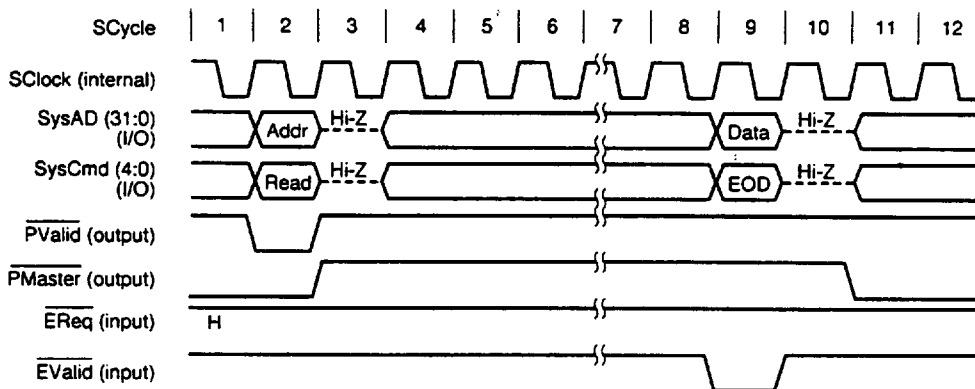 SCycle 1 2 3 4 5 6 7 8 9 10 11 12
SClock (internal)
SysAD (31:0) Addr Hi-Z Data Hi-Z
(I/O)
SysCmd (4:0) Read Hi-Z EOD Hi-Z
(I/O)
PValid (output)
PMaster (output)
EReq (input) H
EValid (input)